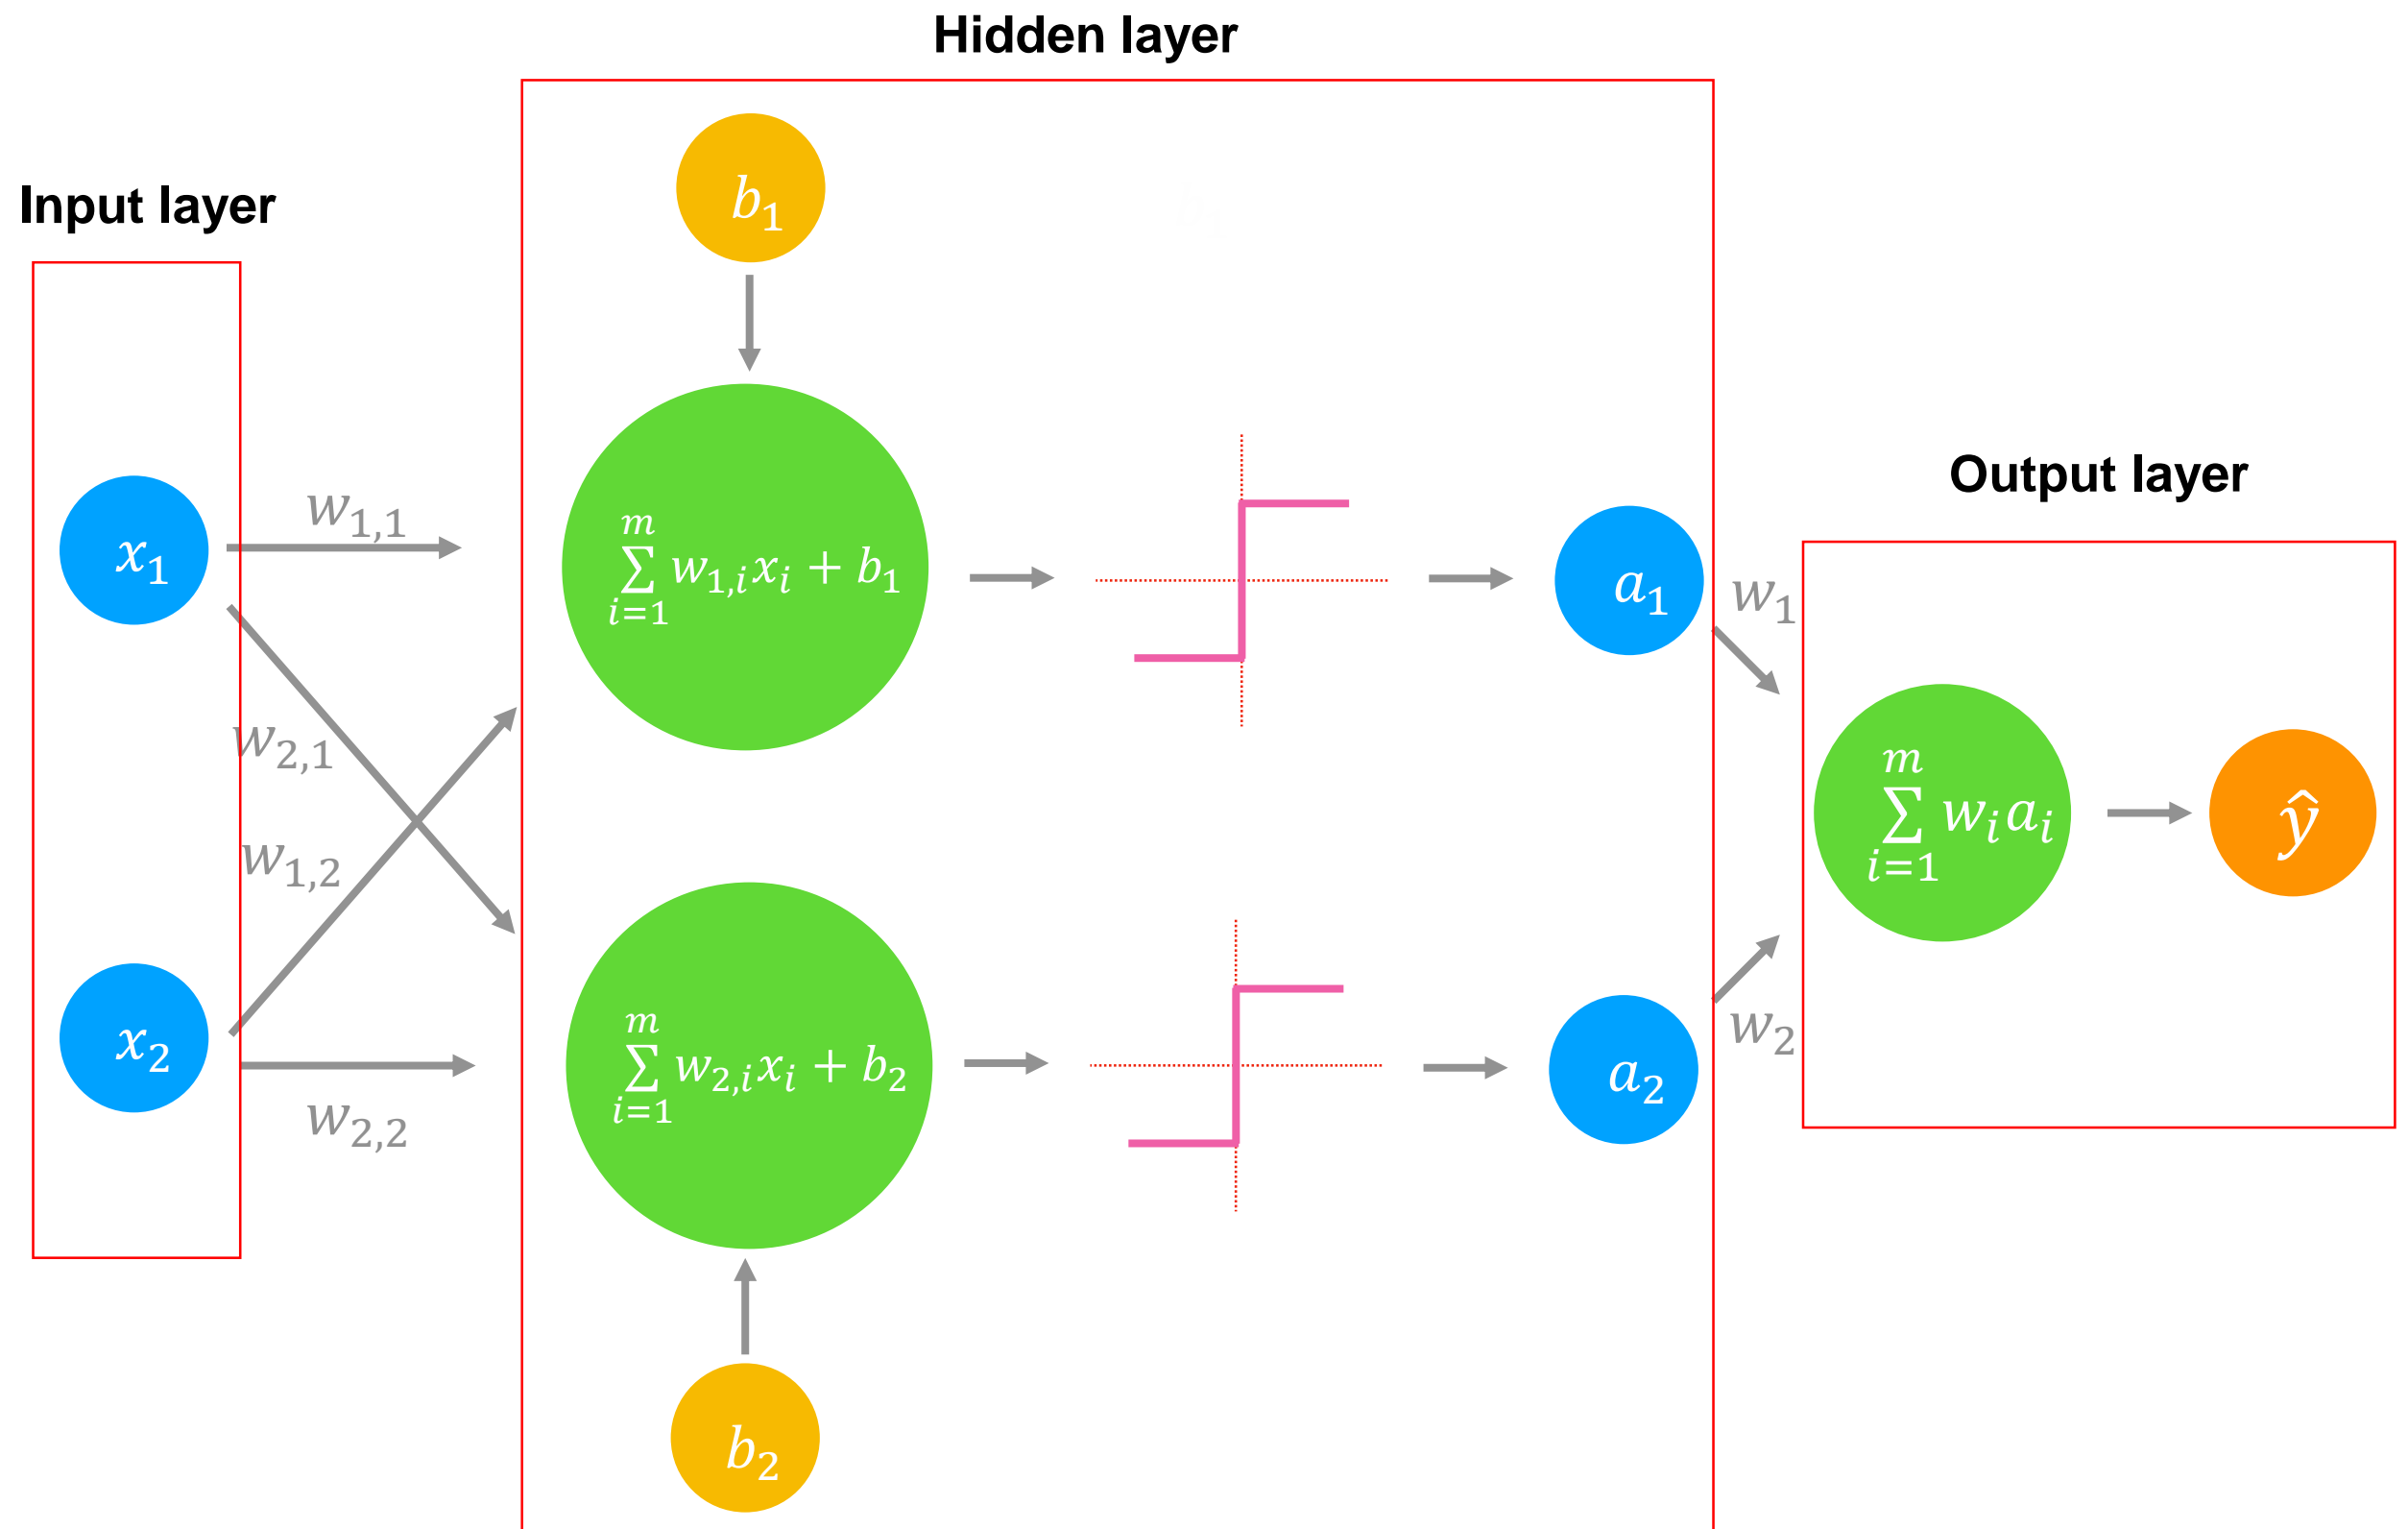 Hidden layer
Input layer
Output layer
b₁
x₁
w₁,₁
w₂,₁
w₁,₂
x₂
w₂,₂
m
∑ w₁,ᵢxᵢ + b₁
i=1
m
∑ w₂,ᵢxᵢ + b₂
i=1
b₂
a₁
a₂
w₁
w₂
m
∑ wᵢaᵢ
i=1
ŷ